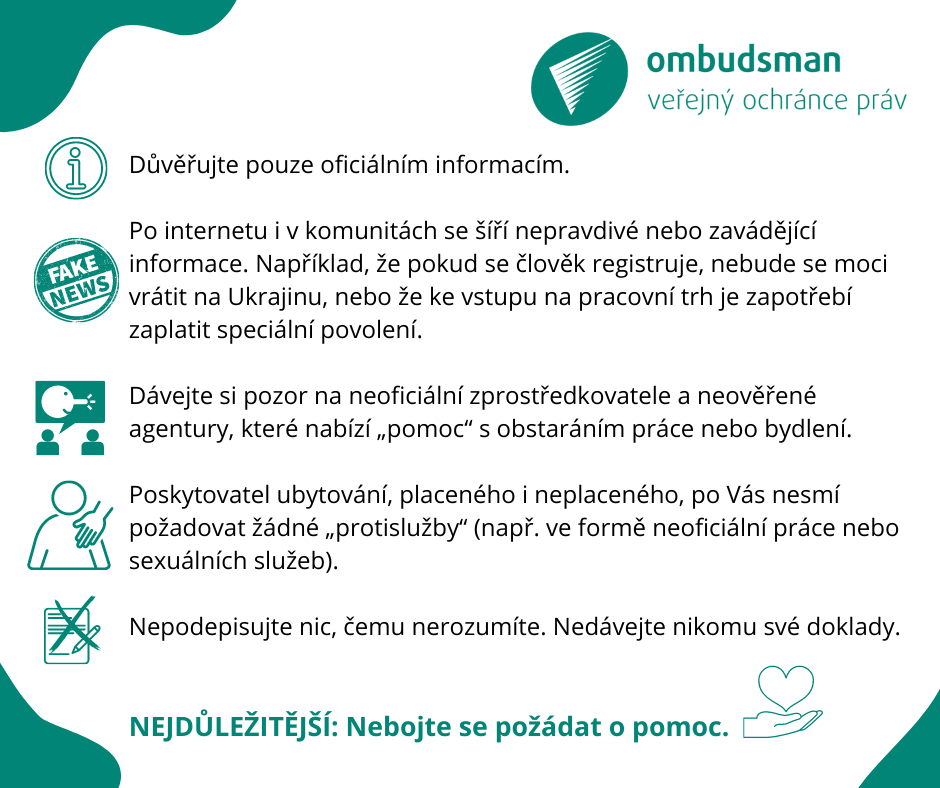 ombudsman
veřejný ochránce práv
Důvěřujte pouze oficiálním informacím.
FAKE
NEWS
Po internetu i v komunitách se šíří nepravdivé nebo zavádějící
informace. Například, že pokud se člověk registruje, nebude se moci
vrátit na Ukrajinu, nebo že ke vstupu na pracovní trh je zapotřebí
zaplatit speciální povolení.
Dávejte si pozor na neoficiální zprostředkovatele a neověřené
agentury, které nabízí „pomoc“ s obstaráním práce nebo bydlení.
Poskytovatel ubytování, placeného i neplaceného, po Vás nesmí
požadovat žádné „protislužby“ (např. ve formě neoficiální práce nebo
sexuálních služeb).
Nepodepisujte nic, čemu nerozumíte. Nedávejte nikomu své doklady.
NEJDŮLEŽITĚJŠÍ: Nebojte se požádat o pomoc.